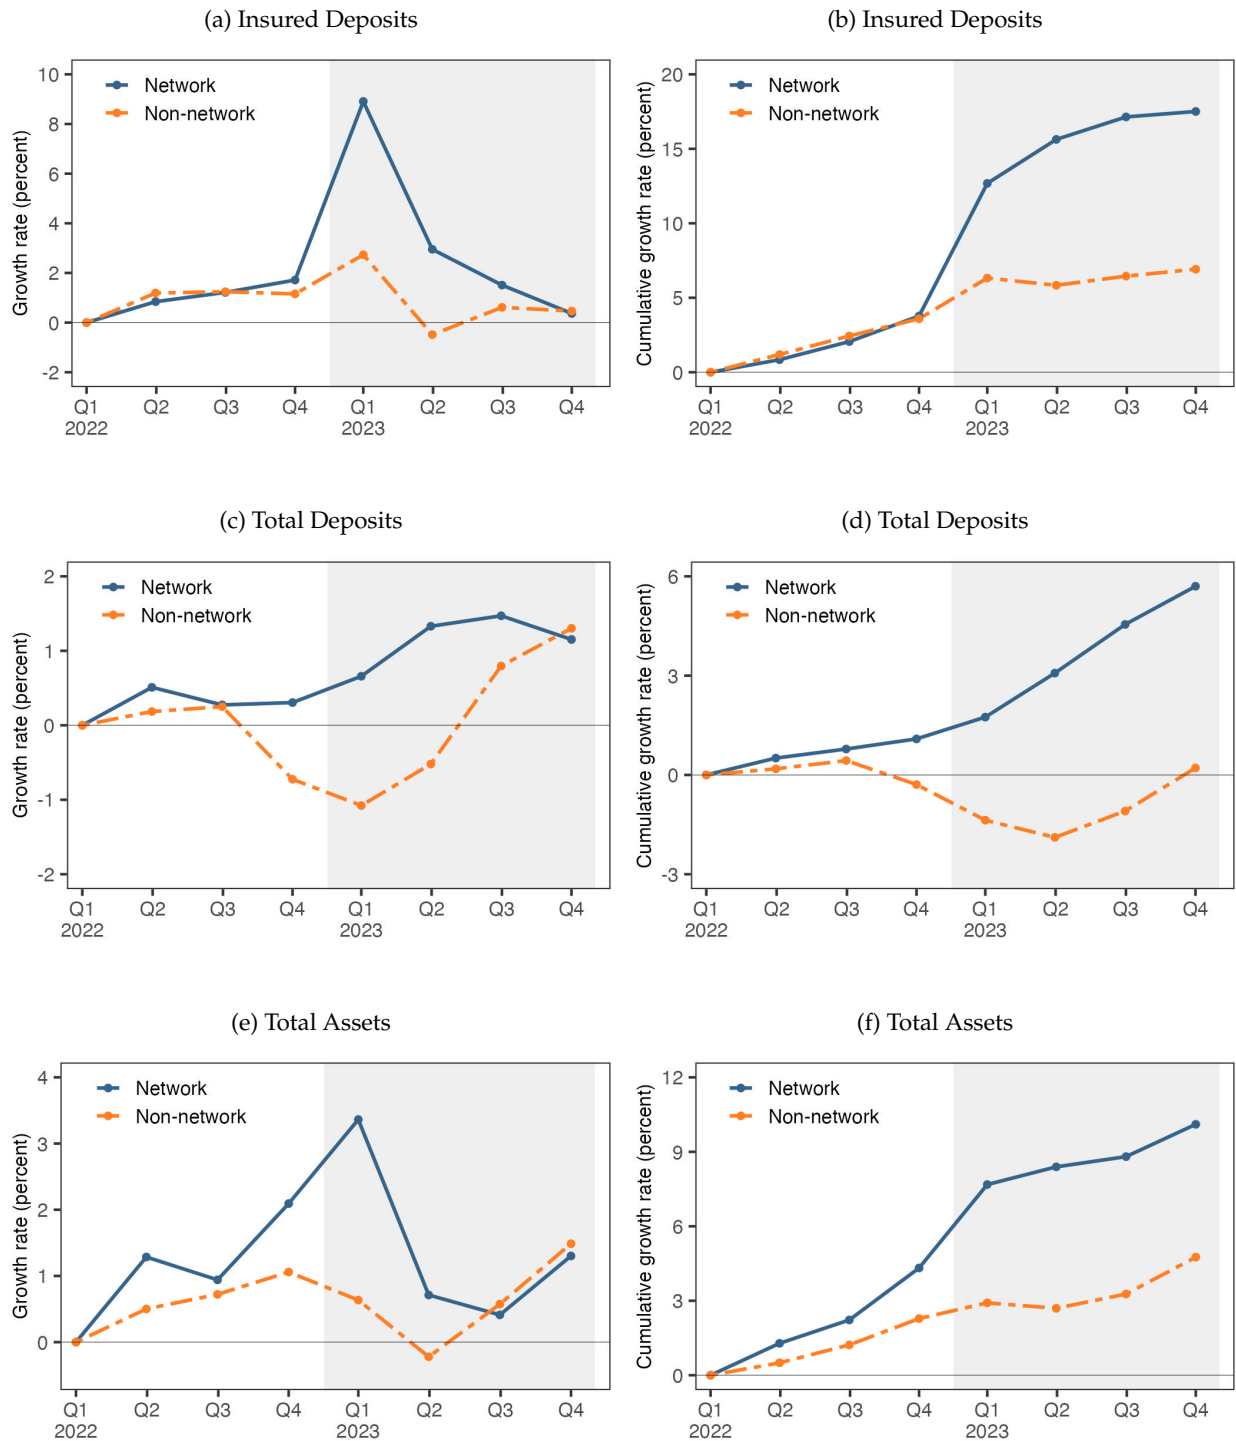 (a) Insured Deposits
Growth rate (percent)
10
8
6
4
2
0
-2
Network
Non-network
Q1 Q2 Q3 Q4 Q1 Q2 Q3 Q4
2022 2023
(b) Insured Deposits
Cumulative growth rate (percent)
20
15
10
5
0
Network
Non-network
Q1 Q2 Q3 Q4 Q1 Q2 Q3 Q4
2022 2023
(c) Total Deposits
Growth rate (percent)
2
1
0
-1
-2
Network
Non-network
Q1 Q2 Q3 Q4 Q1 Q2 Q3 Q4
2022 2023
(d) Total Deposits
Cumulative growth rate (percent)
6
3
0
-3
Network
Non-network
Q1 Q2 Q3 Q4 Q1 Q2 Q3 Q4
2022 2023
(e) Total Assets
Growth rate (percent)
4
3
2
1
0
Network
Non-network
Q1 Q2 Q3 Q4 Q1 Q2 Q3 Q4
2022 2023
(f) Total Assets
Cumulative growth rate (percent)
12
9
6
3
0
Network
Non-network
Q1 Q2 Q3 Q4 Q1 Q2 Q3 Q4
2022 2023